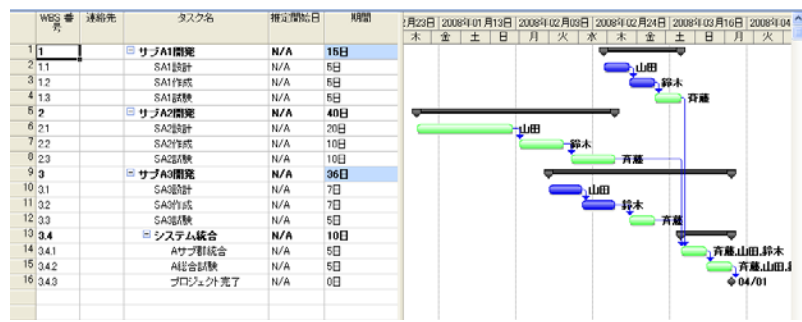 WBS 番号 連絡先 タスク名 推定開始日 期間
月23日 2008年01月13日 2008年02月03日 2008年02月24日 2008年03月16日 2008年04
木 金 土 日 月 火 水 木 金 土 日 月 火
1 1 サブA1開発 N/A 15日
2 1.1 SA1設計 N/A 5日 山田
3 1.2 SA1作成 N/A 5日 鈴木
4 1.3 SA1試験 N/A 5日 斉藤
5 2 サブA2開発 N/A 40日
6 2.1 SA2設計 N/A 20日 山田
7 2.2 SA2作成 N/A 10日 鈴木
8 2.3 SA2試験 N/A 10日 斉藤
9 3 サブA3開発 N/A 36日
10 3.1 SA3設計 N/A 7日 山田
11 3.2 SA3作成 N/A 7日 鈴木
12 3.3 SA3試験 N/A 5日 斉藤
13 3.4 システム統合 N/A 10日
14 3.4.1 Aサブ群統合 N/A 5日 斉藤,山田,鈴木
15 3.4.2 A総合試験 N/A 5日 斉藤,山田,
16 3.4.3 プロジェクト完了 N/A 0日 04/01